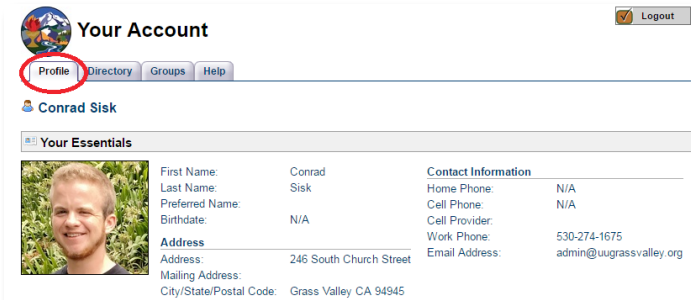 Your Account
Logout
Profile Directory Groups Help
Conrad Sisk
Your Essentials
First Name: Conrad
Last Name: Sisk
Preferred Name:
Birthdate: N/A
Address
Address: 246 South Church Street
Mailing Address:
City/State/Postal Code: Grass Valley CA 94945
Contact Information
Home Phone: N/A
Cell Phone: N/A
Cell Provider:
Work Phone: 530-274-1675
Email Address: admin@uugrassvalley.org